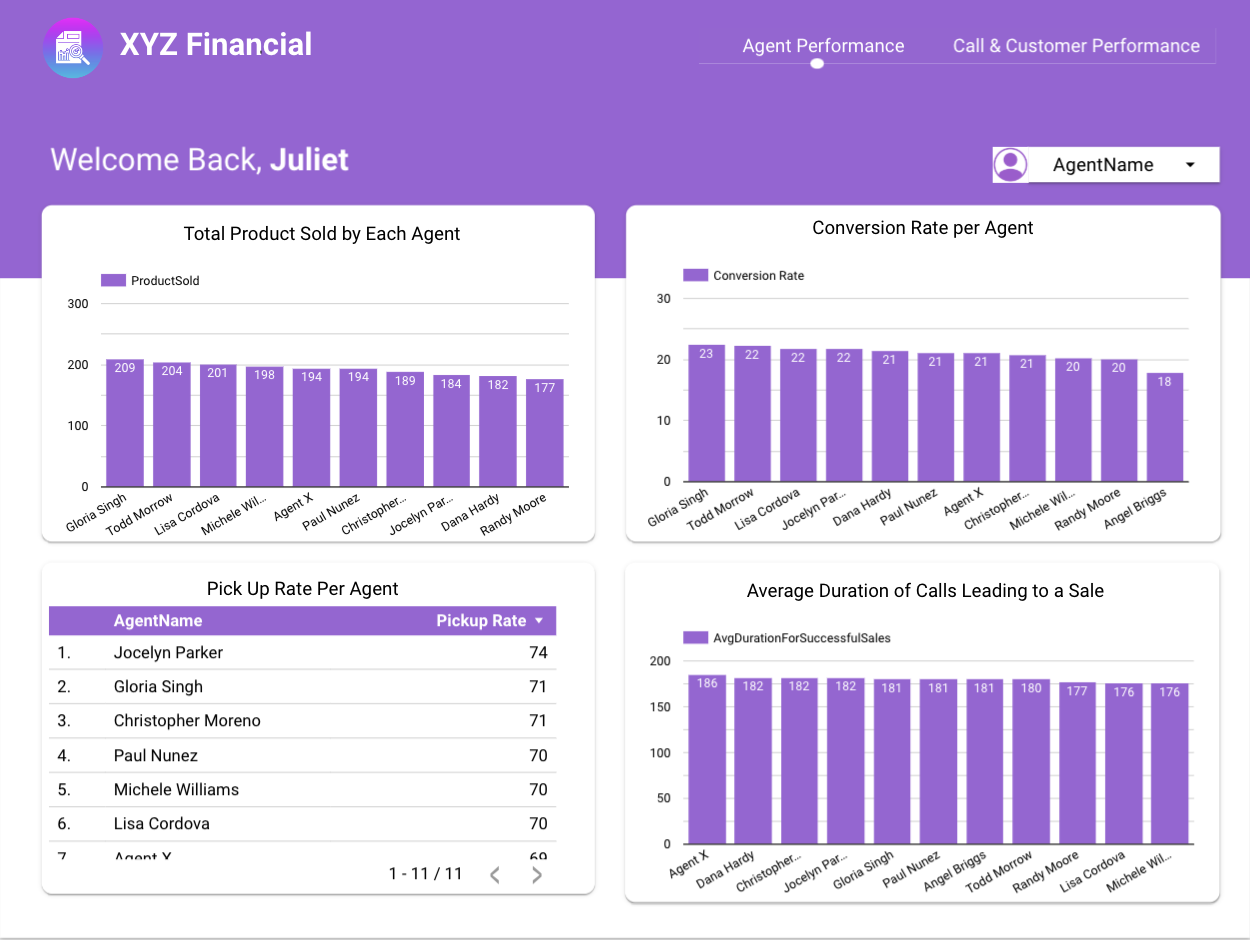 XYZ Financial
Agent Performance
Call & Customer Performance
Welcome Back, Juliet
AgentName
Total Product Sold by Each Agent
ProductSold
300
200
100
0
209
204
201
198
194
194
189
184
182
177
Gloria Singh
Todd Morrow
Lisa Cordova
Michele Wil...
Agent X
Paul Nunez
Christopher...
Jocelyn Par...
Dana Hardy
Randy Moore
Conversion Rate per Agent
Conversion Rate
30
20
10
0
23
22
22
22
21
21
21
21
20
20
18
Gloria Singh
Todd Morrow
Lisa Cordova
Jocelyn Par...
Dana Hardy
Paul Nunez
Agent X
Christopher...
Michele Wil...
Randy Moore
Angel Briggs
Pick Up Rate Per Agent
AgentName Pickup Rate
1. Jocelyn Parker 74
2. Gloria Singh 71
3. Christopher Moreno 71
4. Paul Nunez 70
5. Michele Williams 70
6. Lisa Cordova 70
7. Agent X 69
1 - 11 / 11
Average Duration of Calls Leading to a Sale
AvgDurationForSuccessfulSales
200
150
100
50
0
186
182
182
182
181
181
181
180
177
176
176
Agent X
Dana Hardy
Christopher...
Jocelyn Par...
Gloria Singh
Paul Nunez
Angel Briggs
Todd Morrow
Randy Moore
Lisa Cordova
Michele Wil...